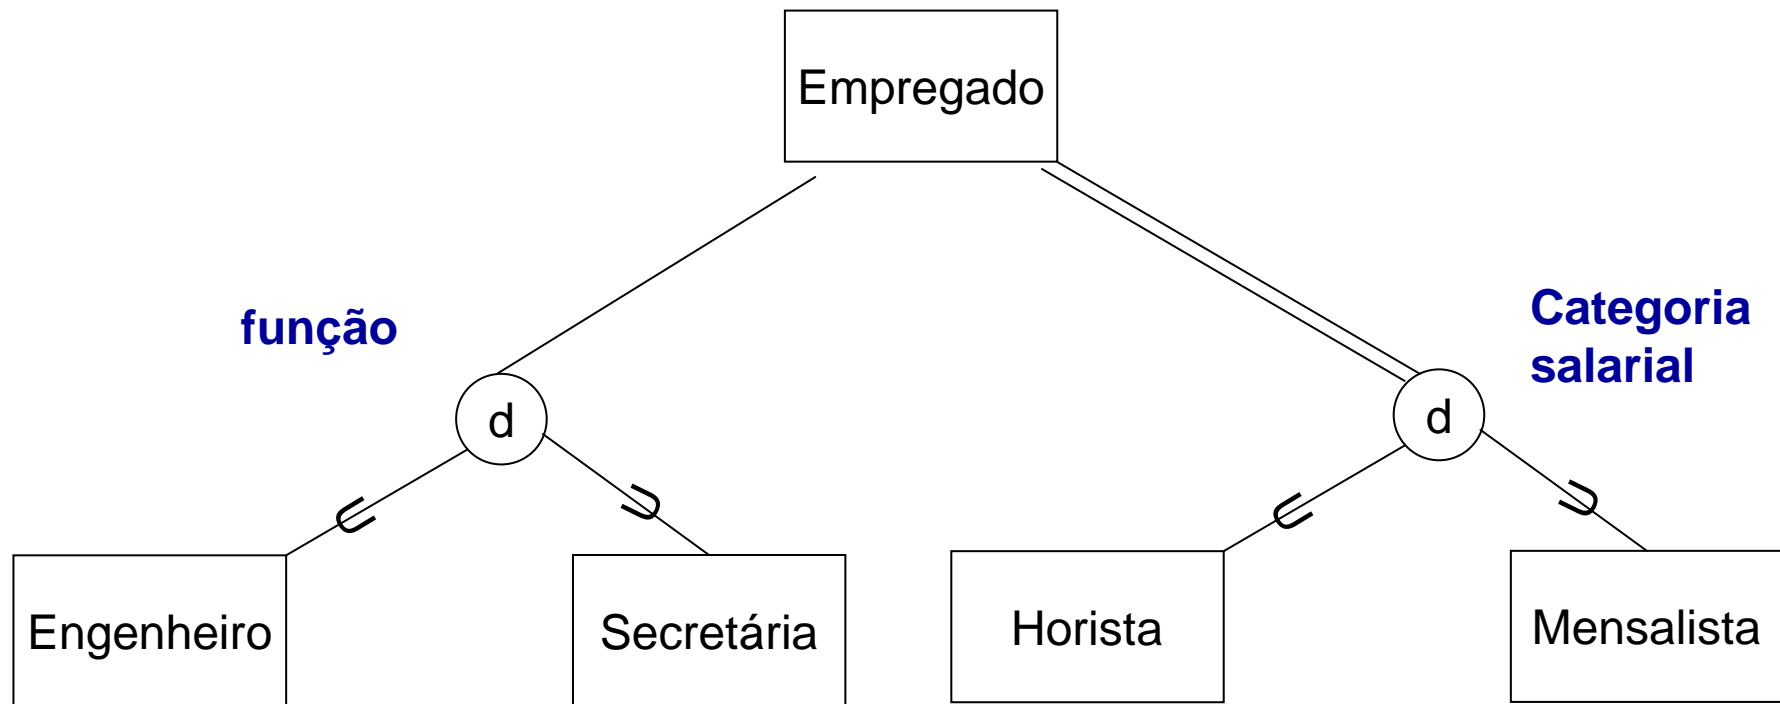 Empregado
função
Categoria
salarial
d
d
Engenheiro
Secretária
Horista
Mensalista